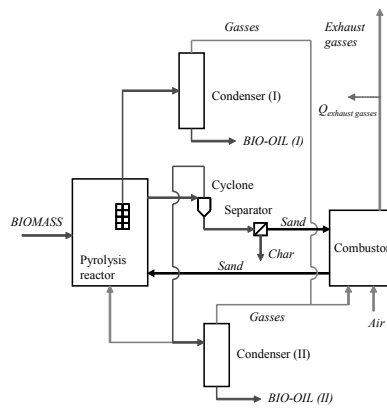 Gasses
Exhaust
gasses
Condenser (I)
Qexhaust gasses
BIO-OIL (I)
Cyclone
Separator
Sand
BIOMASS
Combustor
Pyrolysis
reactor
Char
Sand
Gasses
Air
Condenser (II)
BIO-OIL (II)